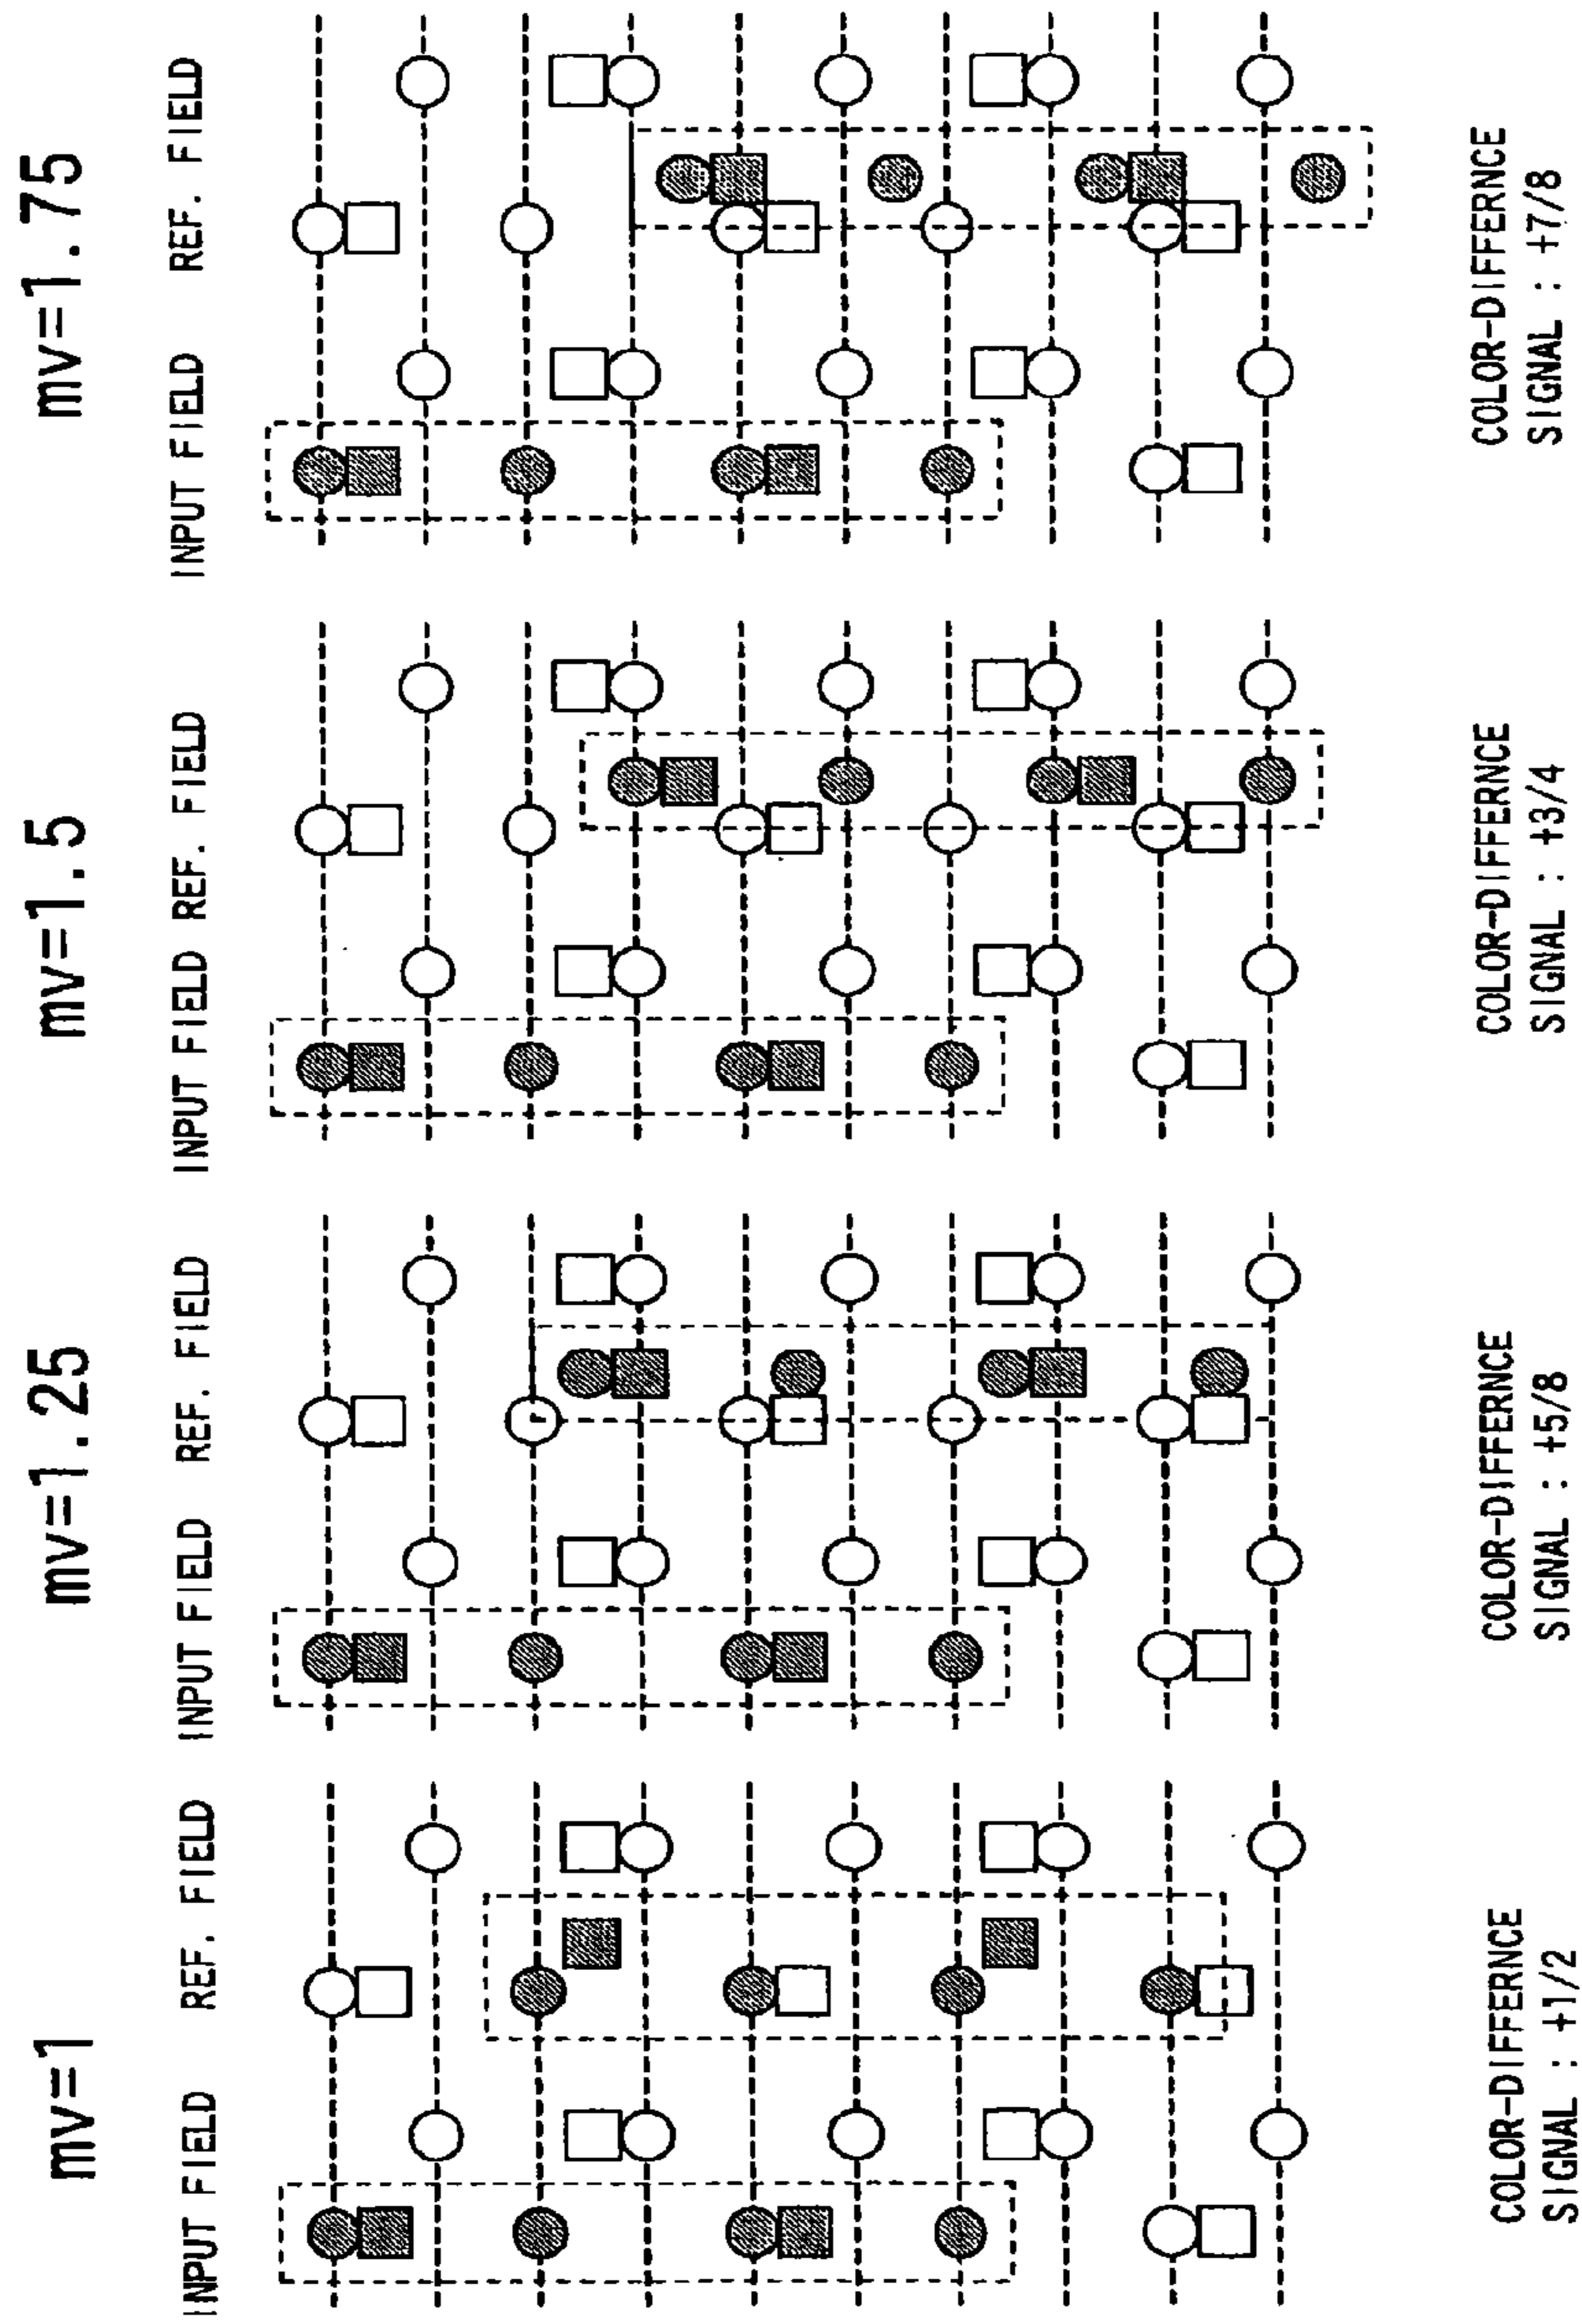 mv=1
mv=1.25
mv=1.5
mv=1.75
INPUT FIELD
REF. FIELD
INPUT FIELD
REF. FIELD
INPUT FIELD
REF. FIELD
INPUT FIELD
REF. FIELD
COLOR-DIFFERNCE
SIGNAL : +1/2
COLOR-DIFFERNCE
SIGNAL : +5/8
COLOR-DIFFERNCE
SIGNAL : +3/4
COLOR-DIFFERNCE
SIGNAL : +7/8